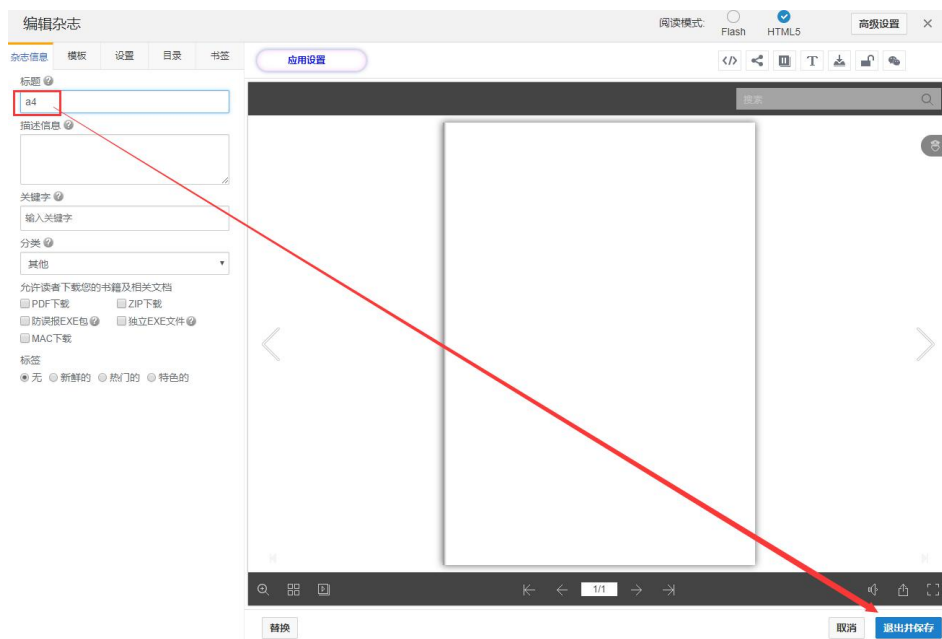 编辑杂志
阅读模式:
Flash
HTML5
高级设置
杂志信息
模板
设置
目录
书签
应用设置
标题
a4
搜索
描述信息
关键字
输入关键字
分类
其他
允许读者下载您的书籍及相关文档
PDF下载
ZIP下载
防误报EXE包
独立EXE文件
MAC下载
标签
无 新鲜的 热门的 特色的
1/1
替换
取消
退出并保存